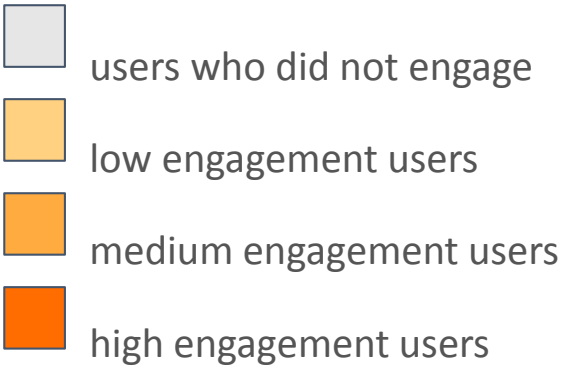 users who did not engage
low engagement users
medium engagement users
high engagement users